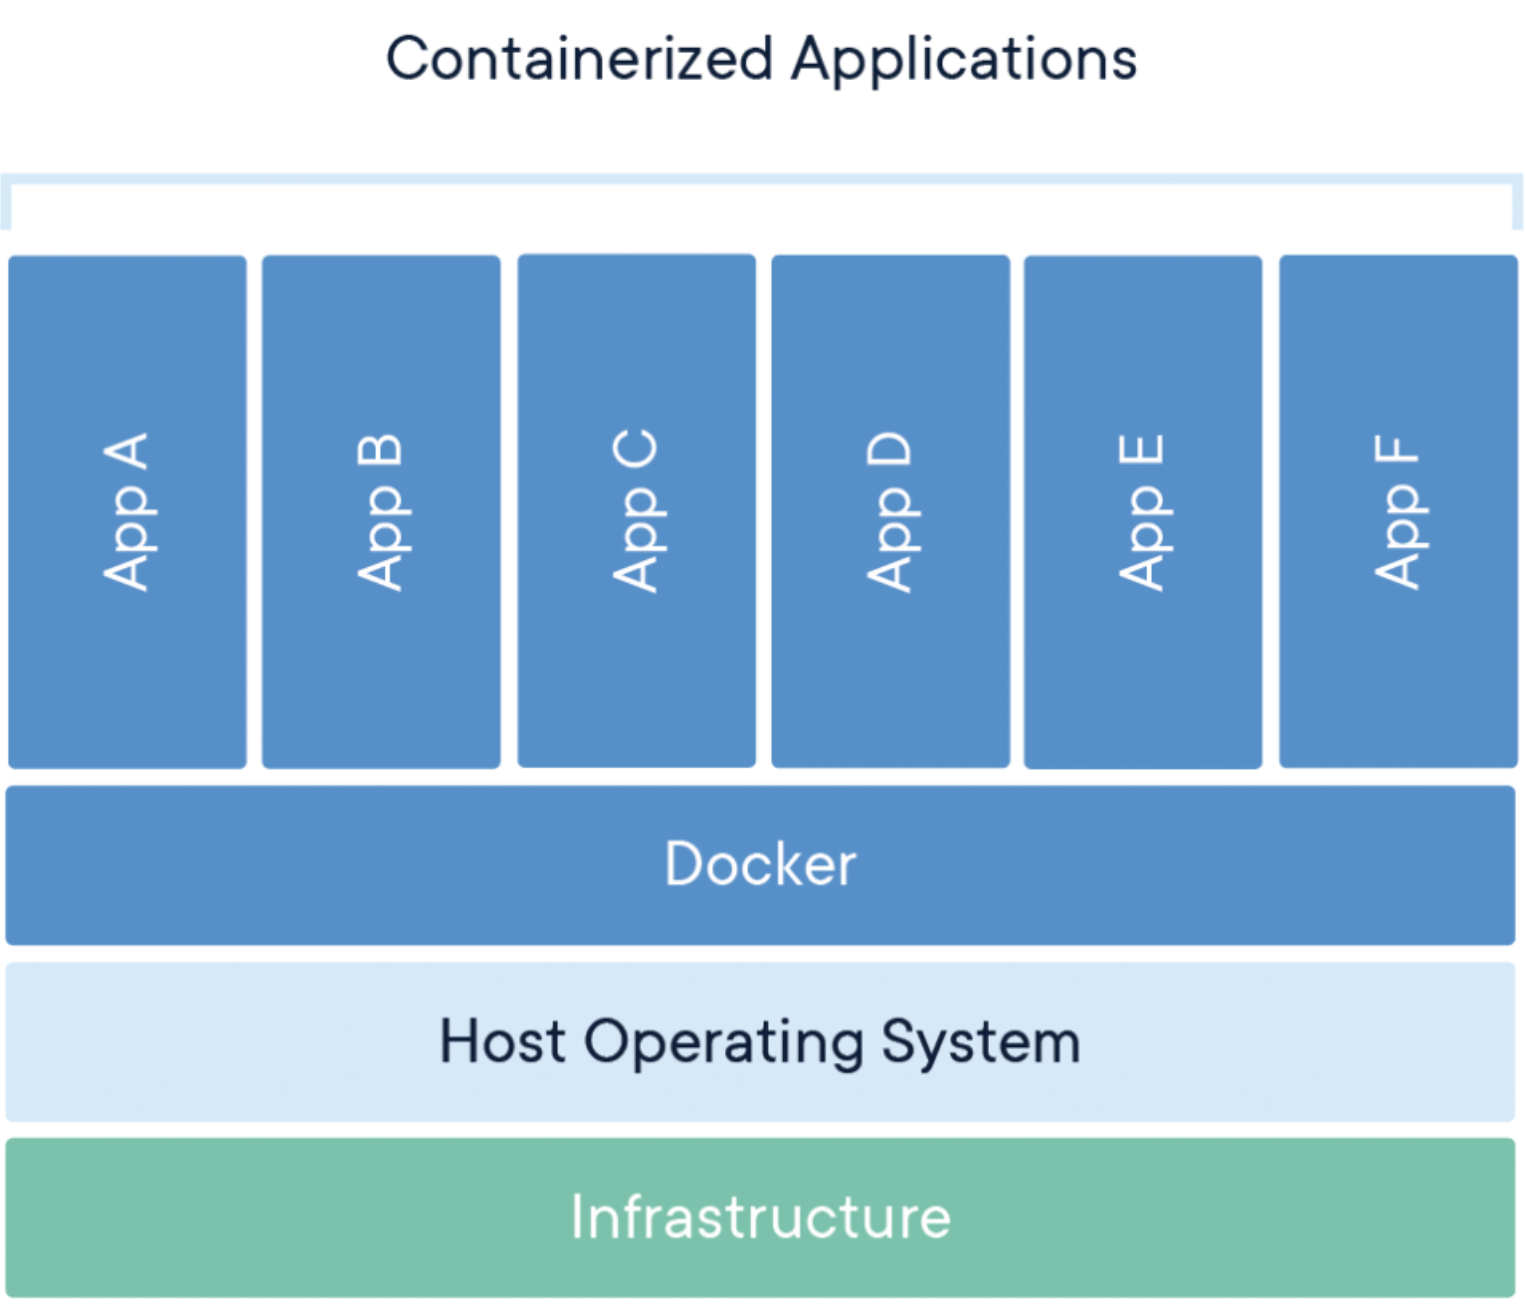 Containerized Applications
App A
App B
App C
App D
App E
App F
Docker
Host Operating System
Infrastructure